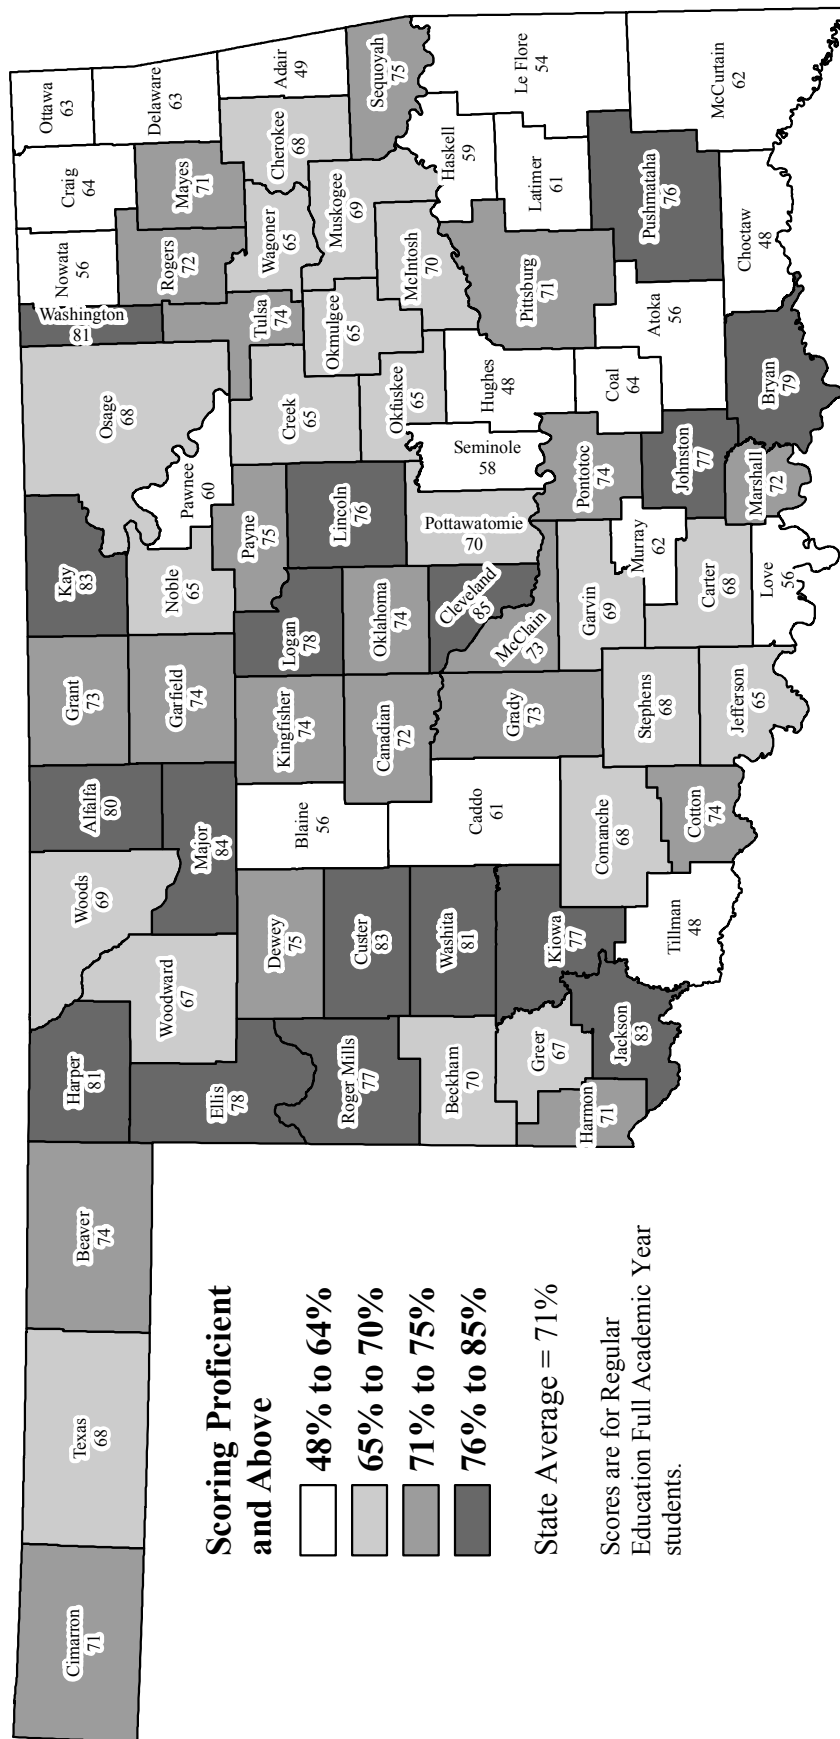 Cimarron
71
Texas
68
Beaver
74
Harper
81
Woods
69
Alfalfa
80
Grant
73
Kay
83
Osage
68
Washington
81
Nowata
56
Craig
64
Ottawa
63
Delaware
63
Ellis
78
Woodward
67
Major
84
Garfield
74
Noble
65
Pawnee
60
Rogers
72
Mayes
71
Dewey
75
Blaine
56
Kingfisher
74
Logan
78
Payne
75
Creek
65
Tulsa
74
Wagoner
65
Cherokee
68
Adair
49
Roger Mills
77
Custer
83
Canadian
72
Oklahoma
74
Lincoln
76
Okfuskee
65
Okmulgee
65
Muskogee
69
Sequoyah
75
Beckham
70
Washita
81
Caddo
61
Grady
73
Cleveland
85
McClain
73
Pottawatomie
70
Seminole
58
Hughes
48
McIntosh
70
Haskell
59
Le Flore
54
Harmon
71
Greer
67
Kiowa
77
Comanche
68
Stephens
68
Garvin
69
Murray
62
Pontotoc
74
Coal
64
Pittsburg
71
Latimer
61
Jackson
83
Tillman
48
Cotton
74
Jefferson
65
Carter
68
Johnston
77
Atoka
56
Pushmataha
76
McCurtain
62
Love
56
Marshall
72
Bryan
79
Choctaw
48
Scoring Proficient
and Above
48% to 64%
65% to 70%
71% to 75%
76% to 85%
State Average = 71%
Scores are for Regular
Education Full Academic Year
students.